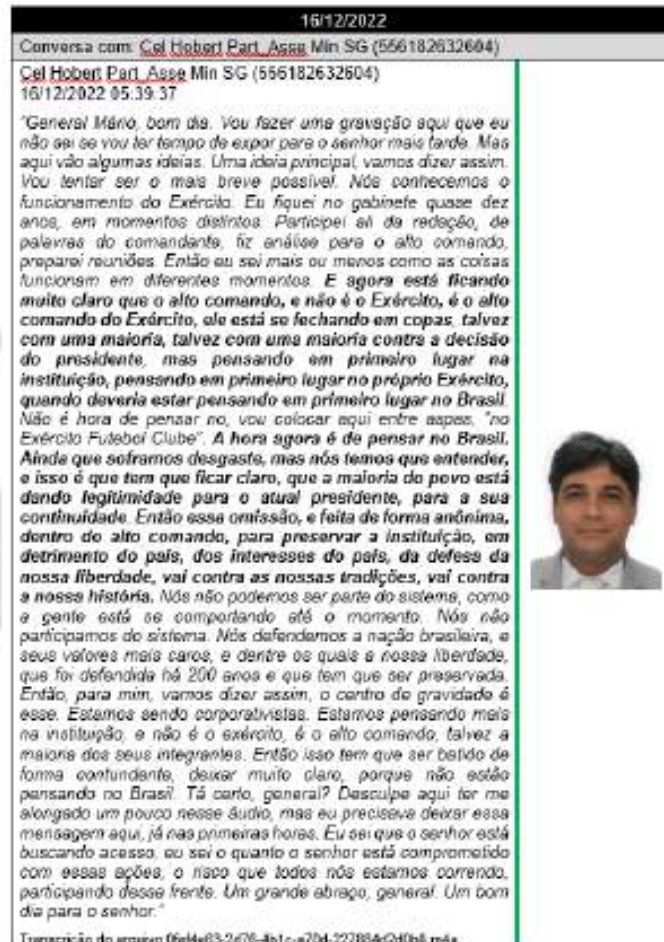 16/12/2022
Conversa com: Cel Hobert Part_Asse Min SG (556182632604)
Cel Hobert Part_Asse Min SG (556182632604)
16/12/2022 05:39:37
"General Mário, bom dia. Vou fazer uma gravação aqui que eu
não sei se vou ter tempo de expor para o senhor mais tarde. Mas
aqui vão algumas ideias. Uma ideia principal, vamos dizer assim.
Vou tentar ser o mais breve possível. Nós conhecemos o
funcionamento do Exército. Eu fiquei no gabinete quase dez
anos, em momentos distintos. Participei ali da redação, de
palavras do comandante, fiz análise para o alto comando,
preparei reuniões. Então eu sei mais ou menos como as coisas
funcionam em diferentes momentos. E agora está ficando
muito claro que o alto comando, e não é o Exército, é o alto
comando do Exército, ele está se fechando em copas, talvez
com uma maioria, talvez com uma maioria contra a decisão
do presidente, mas pensando em primeiro lugar na
instituição, pensando em primeiro lugar no próprio Exército,
quando deveria estar pensando em primeiro lugar no Brasil.
Não é hora de pensar no, vou colocar aqui entre aspas, "no
Exército Futebol Clube". A hora agora é de pensar no Brasil.
Ainda que soframos desgaste, mas nós temos que entender,
e isso é que tem que ficar claro, que a maioria do povo está
dando legitimidade para o atual presidente, para a sua
continuidade. Então essa omissão, e feita de forma anônima,
dentro do alto comando, para preservar a instituição, em
detrimento do país, dos interesses do país, da defesa da
nossa liberdade, vai contra as nossas tradições, vai contra
a nossa história. Nós não podemos ser parte do sistema, como
a gente está se comportando até o momento. Nós não
participamos do sistema. Nós defendemos a nação brasileira, e
seus valores mais caros, e dentre os quais a nossa liberdade,
que foi defendida há 200 anos e que tem que ser preservada.
Então, para mim, vamos dizer assim, o centro de gravidade é
esse. Estamos sendo corporativistas. Estamos pensando mais
na instituição, e não é o exército, é o alto comando, talvez a
maioria dos seus integrantes. Então isso tem que ser batido de
forma contundente, deixar muito claro, porque não estão
pensando no Brasil. Tá certo, general? Desculpe aqui ter me
alongado um pouco nesse áudio, mas eu precisava deixar essa
mensagem aqui, já nas primeiras horas. Eu sei que o senhor está
buscando acesso, eu sei o quanto o senhor está comprometido
com essas ações, o risco que todos nós estamos correndo,
participando dessa frente. Um grande abraço, general. Um bom
dia para o senhor."
Transcrição do arquivo